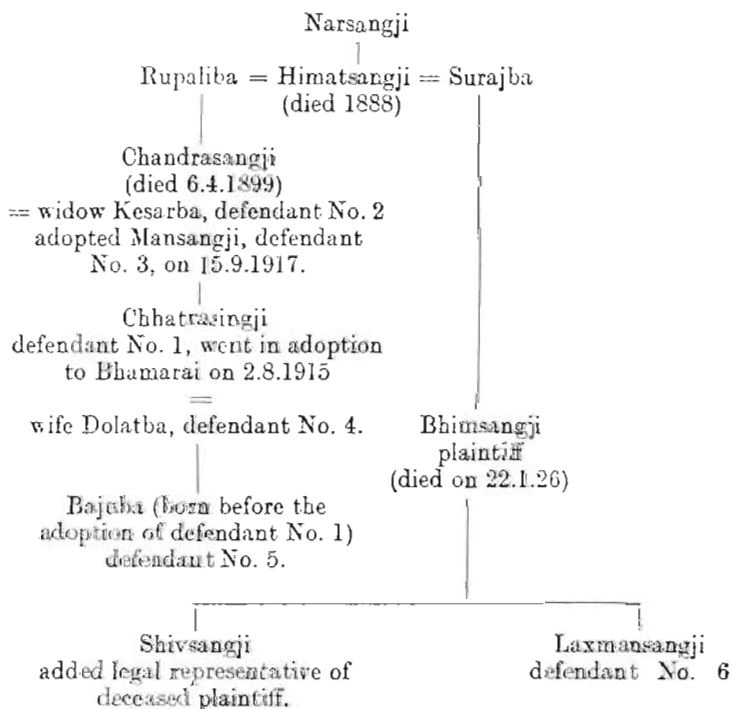 Narsangji
Rupaliba = Himatsangji = Surajba
(died 1888)
Chandrasangji
(died 6.4.1899)
= widow Kesarba, defendant No. 2
adopted Mansangji, defendant
No. 3, on 15.9.1917.
Chhatrasingji
defendant No. 1, went in adoption
to Bhamarai on 2.8.1915
=
wife Dolatba, defendant No. 4.
Bajuba (born before the
adoption of defendant No. 1)
defendant No. 5.
Bhimsangji
plaintiff
(died on 22.1.26)
Shivsangji
added legal representative of
deceased plaintiff.
Laxmansangji
defendant No. 6